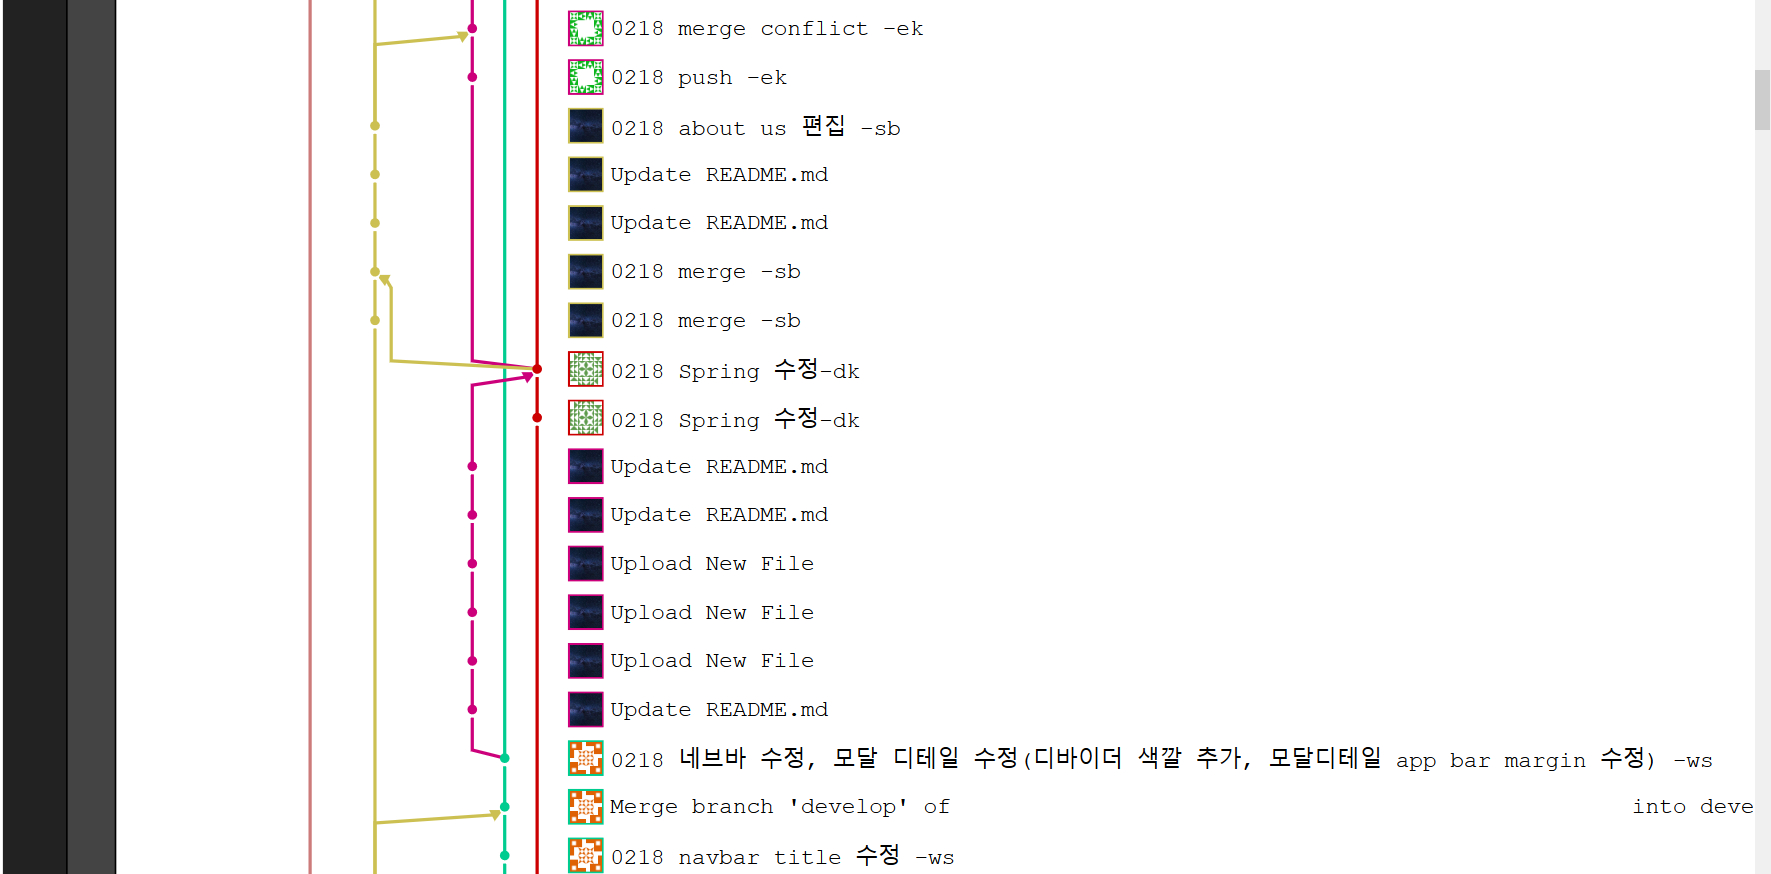 0218 merge conflict -ek
0218 push -ek
0218 about us 편집 -sb
Update README.md
Update README.md
0218 merge -sb
0218 merge -sb
0218 Spring 수정-dk
0218 Spring 수정-dk
Update README.md
Update README.md
Upload New File
Upload New File
Upload New File
Update README.md
0218 네브바 수정, 모달 디테일 수정(디바이더 색깔 추가, 모달디테일 app bar margin 수정) -ws
Merge branch 'develop' of into deve
0218 navbar title 수정 -ws